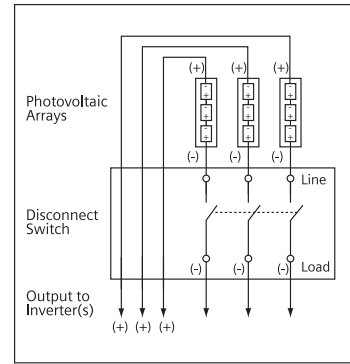 (+) (+) (+)
Photovoltaic
Arrays
- + - + - +
- + - + - +
- + - + - +
(-) (-) (-)
Line
Disconnect
Switch
(-) (-) (-) Load
Output to
Inverter(s)
(+) (+) (+)